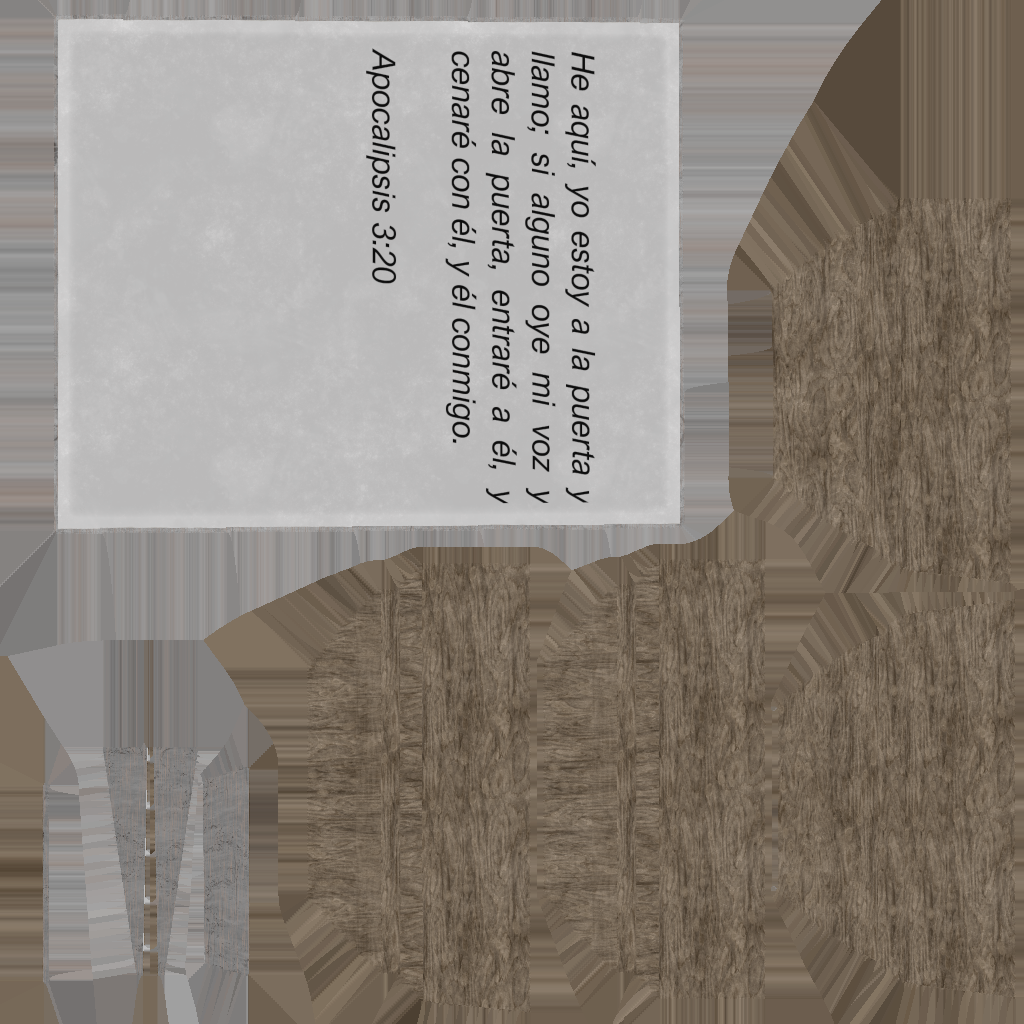 He aquí, yo estoy a la puerta y
llamo; si alguno oye mi voz y
abre la puerta, entraré a él, y
cenaré con él, y él conmigo.
Apocalipsis 3:20